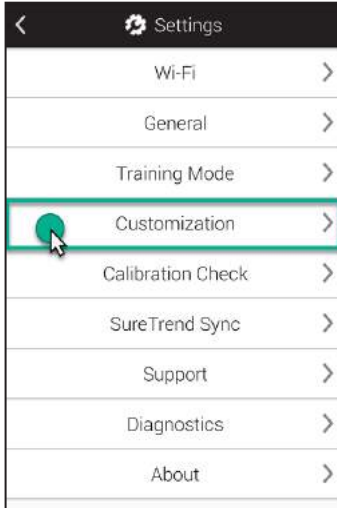 Settings
Wi-Fi
General
Training Mode
Customization
Calibration Check
SureTrend Sync
Support
Diagnostics
About